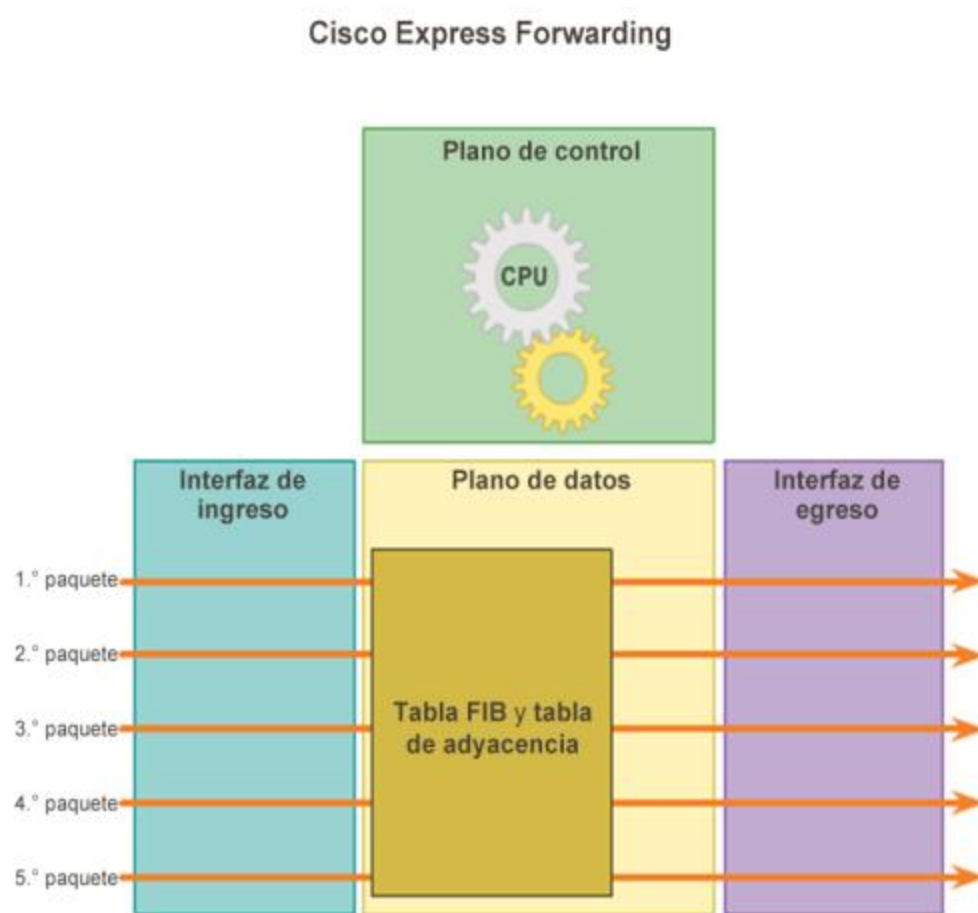 Cisco Express Forwarding
Plano de control
CPU
Interfaz de
ingreso
Plano de datos
Interfaz de
egreso
1.° paquete
2.° paquete
3.° paquete
4.° paquete
5.° paquete
Tabla FIB y tabla
de adyacencia